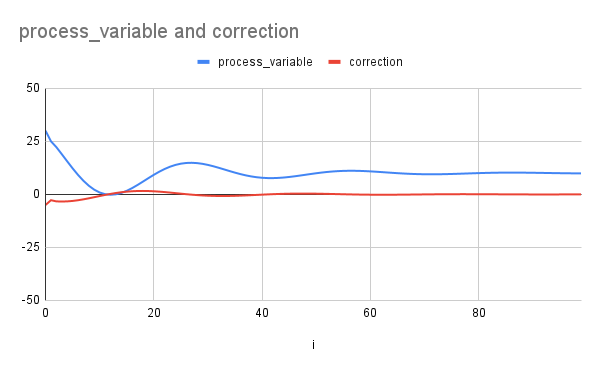 process_variable and correction
process_variable correction
50
25
0
-25
-50
0 20 40 60 80
i